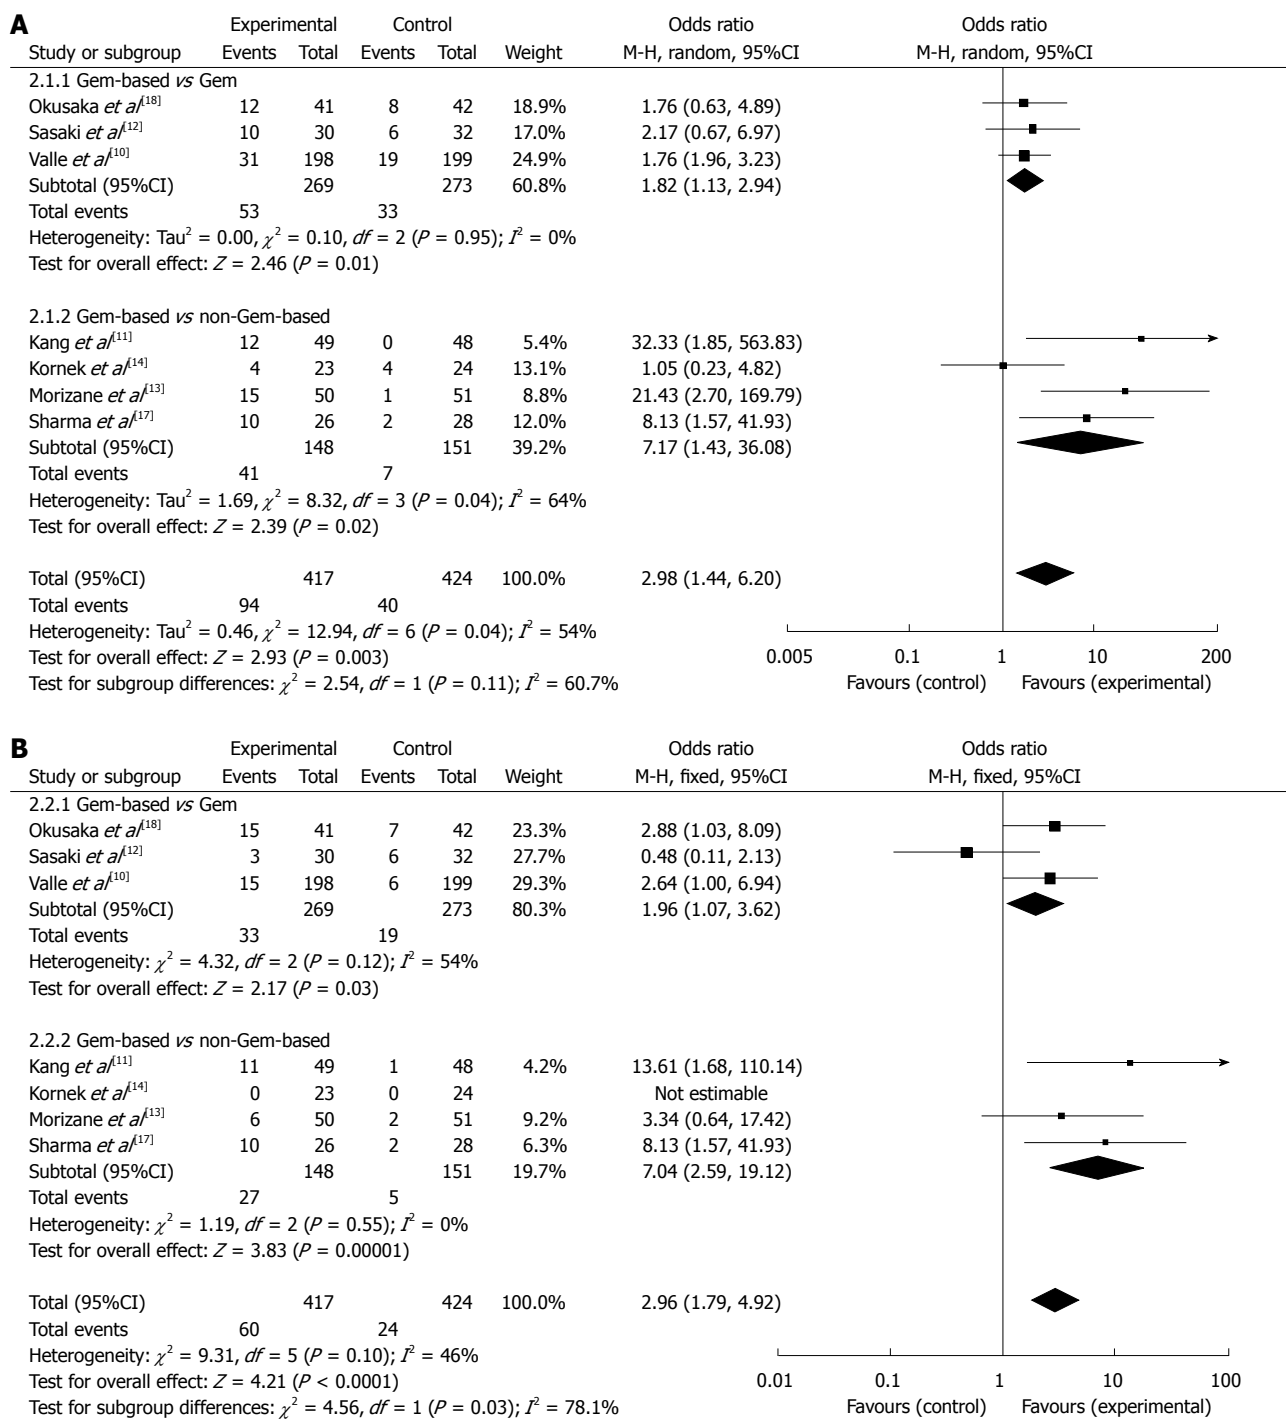 A
Experimental Control Odds ratio Odds ratio
Study or subgroup Events Total Events Total Weight M-H, random, 95%CI M-H, random, 95%CI
2.1.1 Gem-based vs Gem
Okusaka et al[18] 12 41 8 42 18.9% 1.76 (0.63, 4.89)
Sasaki et al[12] 10 30 6 32 17.0% 2.17 (0.67, 6.97)
Valle et al[10] 31 198 19 199 24.9% 1.76 (1.96, 3.23)
Subtotal (95%CI) 269 273 60.8% 1.82 (1.13, 2.94)
Total events 53 33
Heterogeneity: Tau² = 0.00, χ² = 0.10, df = 2 (P = 0.95); I² = 0%
Test for overall effect: Z = 2.46 (P = 0.01)
2.1.2 Gem-based vs non-Gem-based
Kang et al[11] 12 49 0 48 5.4% 32.33 (1.85, 563.83)
Kornek et al[14] 4 23 4 24 13.1% 1.05 (0.23, 4.82)
Morizane et al[13] 15 50 1 51 8.8% 21.43 (2.70, 169.79)
Sharma et al[17] 10 26 2 28 12.0% 8.13 (1.57, 41.93)
Subtotal (95%CI) 148 151 39.2% 7.17 (1.43, 36.08)
Total events 41 7
Heterogeneity: Tau² = 1.69, χ² = 8.32, df = 3 (P = 0.04); I² = 64%
Test for overall effect: Z = 2.39 (P = 0.02)
Total (95%CI) 417 424 100.0% 2.98 (1.44, 6.20)
Total events 94 40
Heterogeneity: Tau² = 0.46, χ² = 12.94, df = 6 (P = 0.04); I² = 54%
Test for overall effect: Z = 2.93 (P = 0.003)
0.005 0.1 1 10 200
Test for subgroup differences: χ² = 2.54, df = 1 (P = 0.11); I² = 60.7%
Favours (control) Favours (experimental)
B
Experimental Control Odds ratio Odds ratio
Study or subgroup Events Total Events Total Weight M-H, fixed, 95%CI M-H, fixed, 95%CI
2.2.1 Gem-based vs Gem
Okusaka et al[18] 15 41 7 42 23.3% 2.88 (1.03, 8.09)
Sasaki et al[12] 3 30 6 32 27.7% 0.48 (0.11, 2.13)
Valle et al[10] 15 198 6 199 29.3% 2.64 (1.00, 6.94)
Subtotal (95%CI) 269 273 80.3% 1.96 (1.07, 3.62)
Total events 33 19
Heterogeneity: χ² = 4.32, df = 2 (P = 0.12); I² = 54%
Test for overall effect: Z = 2.17 (P = 0.03)
2.2.2 Gem-based vs non-Gem-based
Kang et al[11] 11 49 1 48 4.2% 13.61 (1.68, 110.14)
Kornek et al[14] 0 23 0 24 Not estimable
Morizane et al[13] 6 50 2 51 9.2% 3.34 (0.64, 17.42)
Sharma et al[17] 10 26 2 28 6.3% 8.13 (1.57, 41.93)
Subtotal (95%CI) 148 151 19.7% 7.04 (2.59, 19.12)
Total events 27 5
Heterogeneity: χ² = 1.19, df = 2 (P = 0.55); I² = 0%
Test for overall effect: Z = 3.83 (P = 0.00001)
Total (95%CI) 417 424 100.0% 2.96 (1.79, 4.92)
Total events 60 24
Heterogeneity: χ² = 9.31, df = 5 (P = 0.10); I² = 46%
Test for overall effect: Z = 4.21 (P < 0.0001)
0.01 0.1 1 10 100
Test for subgroup differences: χ² = 4.56, df = 1 (P = 0.03); I² = 78.1%
Favours (control) Favours (experimental)